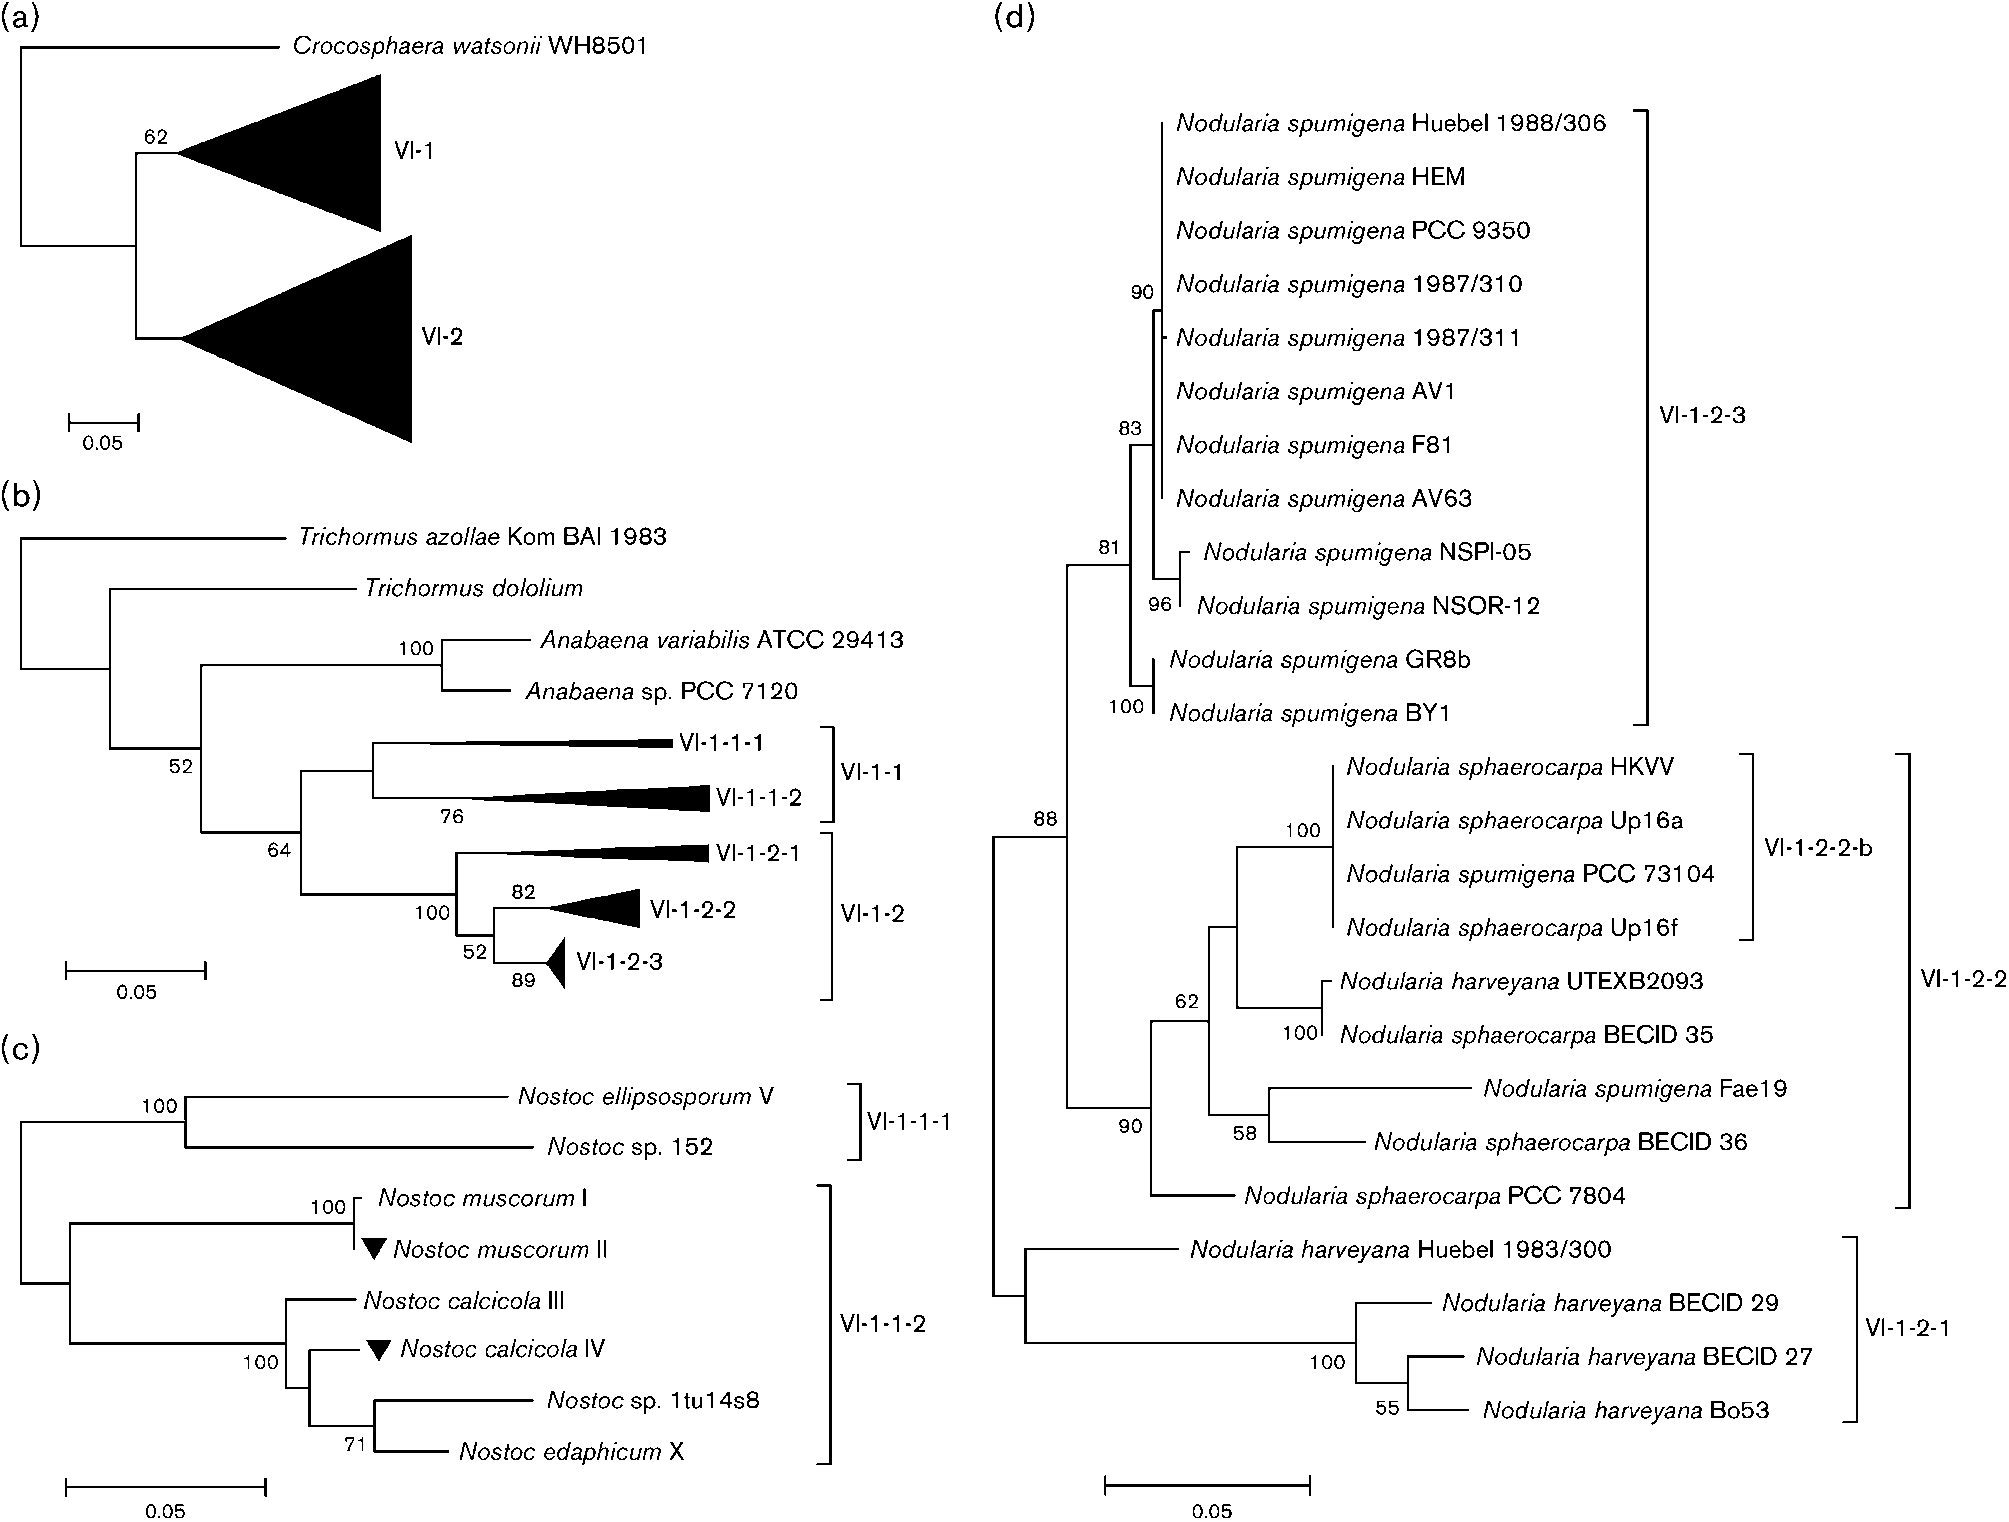 (a)
Crocosphaera watsonii WH8501
62
VI-1
VI-2
0.05
(b)
Trichormus azollae Kom BAI 1983
Trichormus dololium
100
Anabaena variabilis ATCC 29413
Anabaena sp. PCC 7120
52
VI-1-1-1
VI-1-1
VI-1-1-2
76
64
VI-1-2-1
82
VI-1-2-2
VI-1-2
100
52
VI-1-2-3
89
0.05
(c)
100
Nostoc ellipsosporum V
VI-1-1-1
Nostoc sp. 152
100
Nostoc muscorum I
Nostoc muscorum II
Nostoc calcicola III
VI-1-1-2
Nostoc calcicola IV
100
Nostoc sp. 1tu14s8
71
Nostoc edaphicum X
0.05
(d)
Nodularia spumigena Huebel 1988/306
Nodularia spumigena HEM
Nodularia spumigena PCC 9350
90
Nodularia spumigena 1987/310
Nodularia spumigena 1987/311
Nodularia spumigena AV1
VI-1-2-3
83
Nodularia spumigena F81
Nodularia spumigena AV63
81
Nodularia spumigena NSPI-05
96
Nodularia spumigena NSOR-12
Nodularia spumigena GR8b
100
Nodularia spumigena BY1
Nodularia sphaerocarpa HKVV
88
100
Nodularia sphaerocarpa Up16a
VI-1-2-2-b
Nodularia spumigena PCC 73104
Nodularia sphaerocarpa Up16f
VI-1-2-2
62
Nodularia harveyana UTEXB2093
100
Nodularia sphaerocarpa BECID 35
Nodularia spumigena Fae19
90
58
Nodularia sphaerocarpa BECID 36
Nodularia sphaerocarpa PCC 7804
Nodularia harveyana Huebel 1983/300
Nodularia harveyana BECID 29
VI-1-2-1
100
Nodularia harveyana BECID 27
55
Nodularia harveyana Bo53
0.05